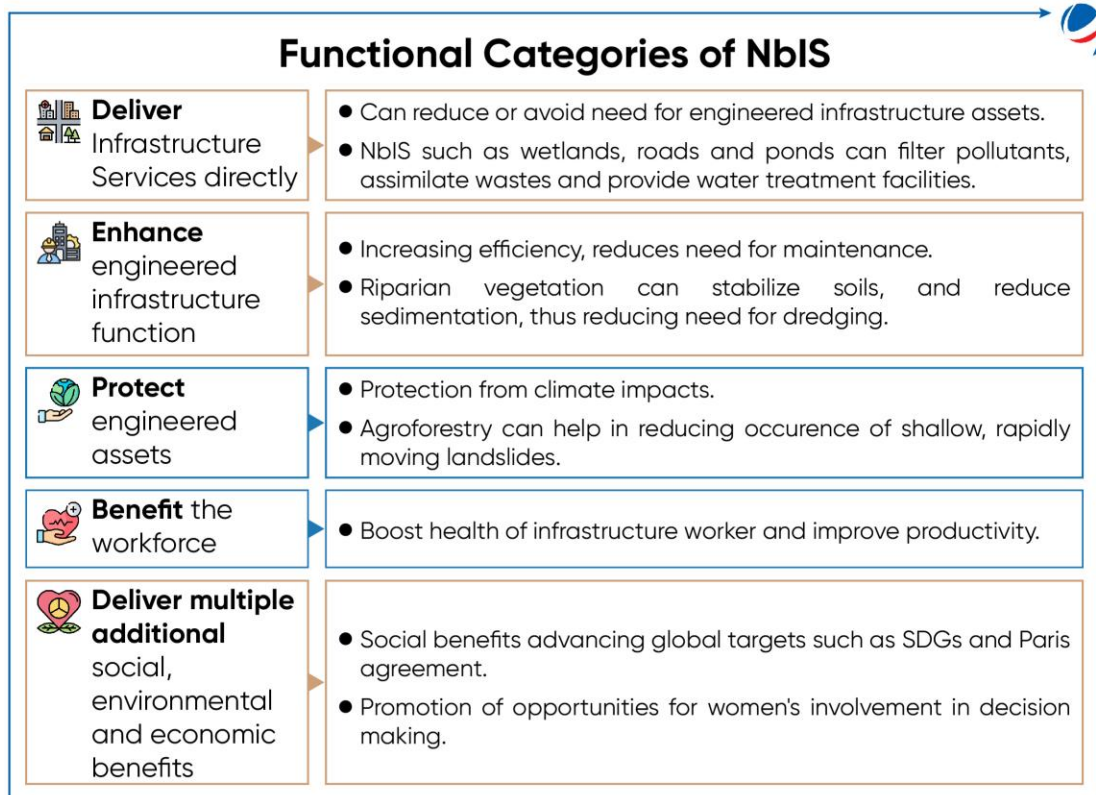 Functional Categories of NbIS
Deliver
Infrastructure
Services directly
● Can reduce or avoid need for engineered infrastructure assets.
● NbIS such as wetlands, roads and ponds can filter pollutants,
assimilate wastes and provide water treatment facilities.
Enhance
engineered
infrastructure
function
● Increasing efficiency, reduces need for maintenance.
● Riparian vegetation can stabilize soils, and reduce
sedimentation, thus reducing need for dredging.
Protect
engineered
assets
● Protection from climate impacts.
● Agroforestry can help in reducing occurence of shallow, rapidly
moving landslides.
Benefit the
workforce
● Boost health of infrastructure worker and improve productivity.
Deliver multiple
additional
social,
environmental
and economic
benefits
● Social benefits advancing global targets such as SDGs and Paris
agreement.
● Promotion of opportunities for women's involvement in decision
making.